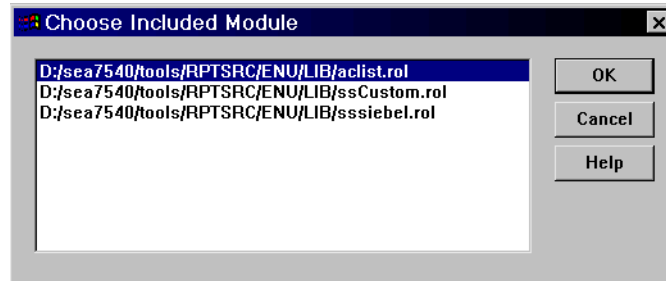 Choose Included Module
D:/sea7540/tools/RPTSRC/ENU/LIB/aclist.rol
D:/sea7540/tools/RPTSRC/ENU/LIB/ssCustom.rol
D:/sea7540/tools/RPTSRC/ENU/LIB/sssiebel.rol
OK
Cancel
Help